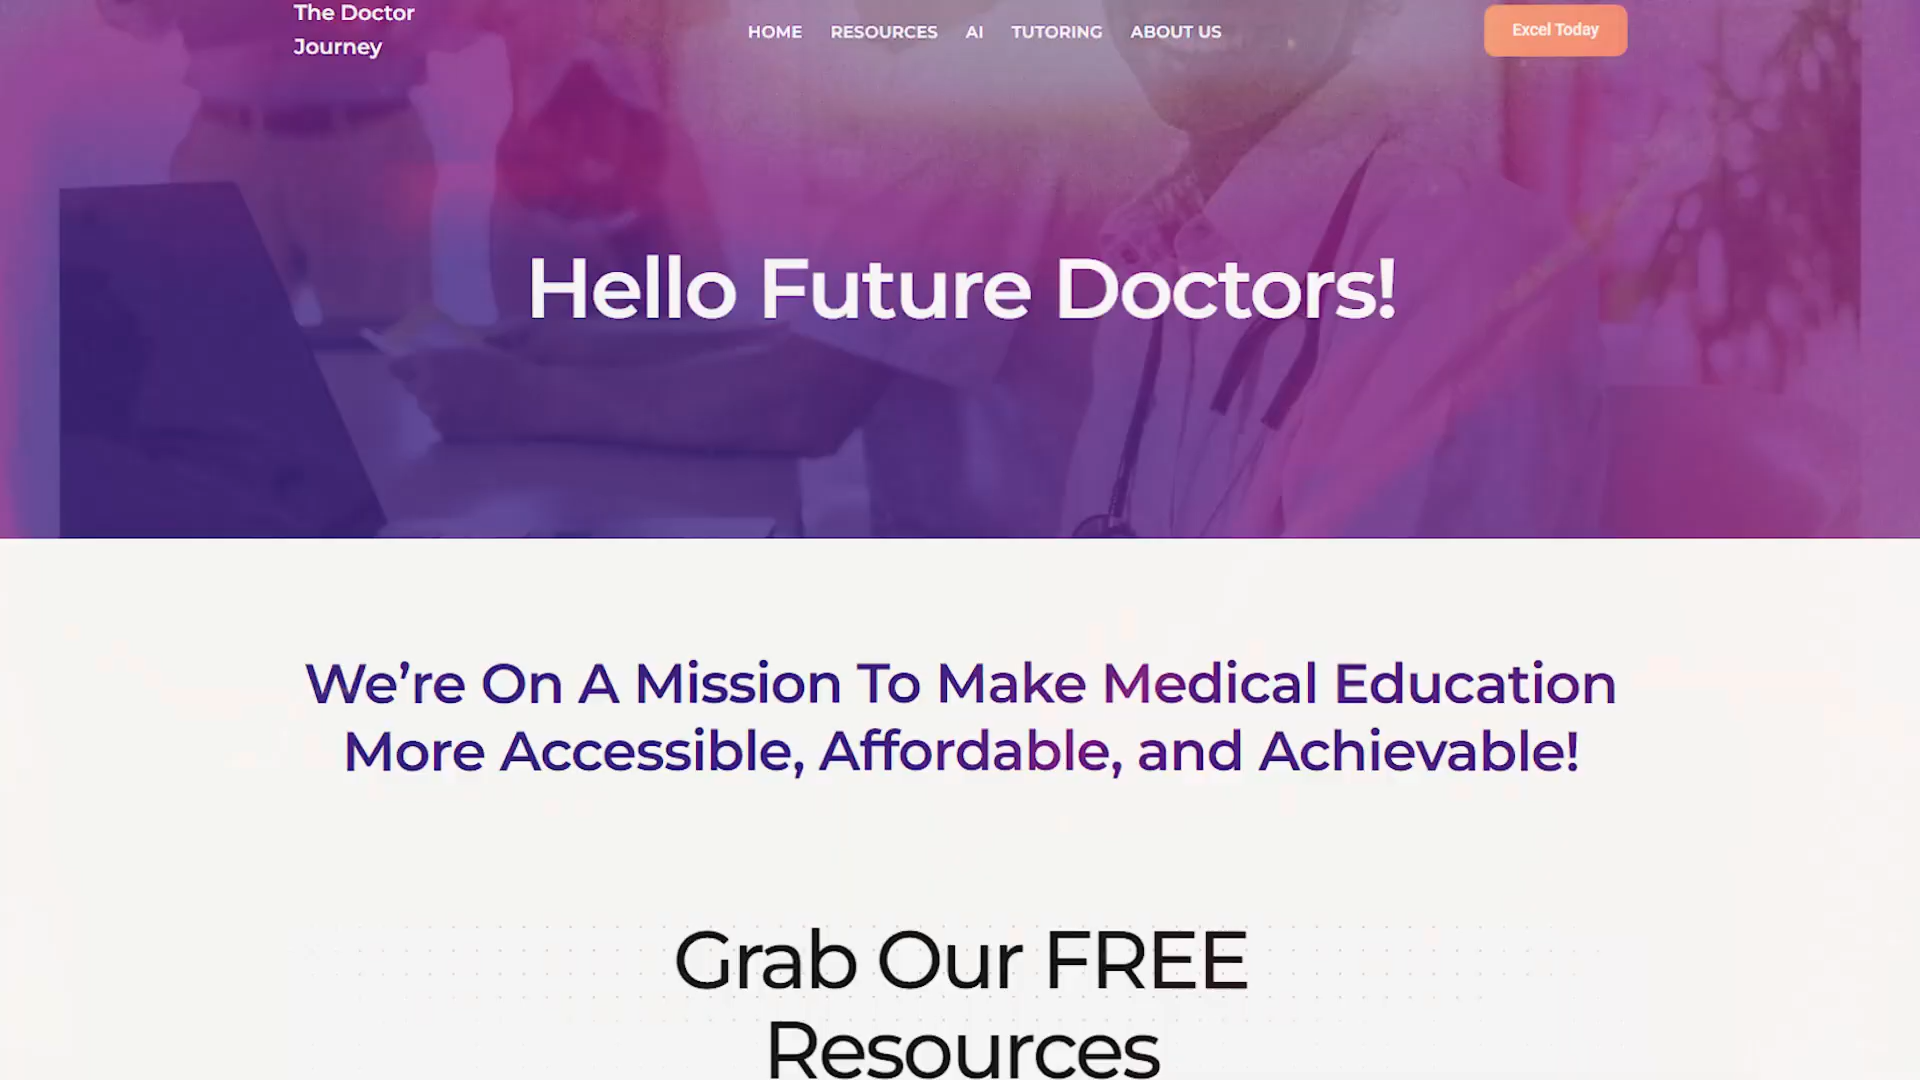 The Doctor
Journey
HOME RESOURCES AI TUTORING ABOUT US
Excel Today
Hello Future Doctors!
We’re On A Mission To Make Medical Education
More Accessible, Affordable, and Achievable!
Grab Our FREE
Resources